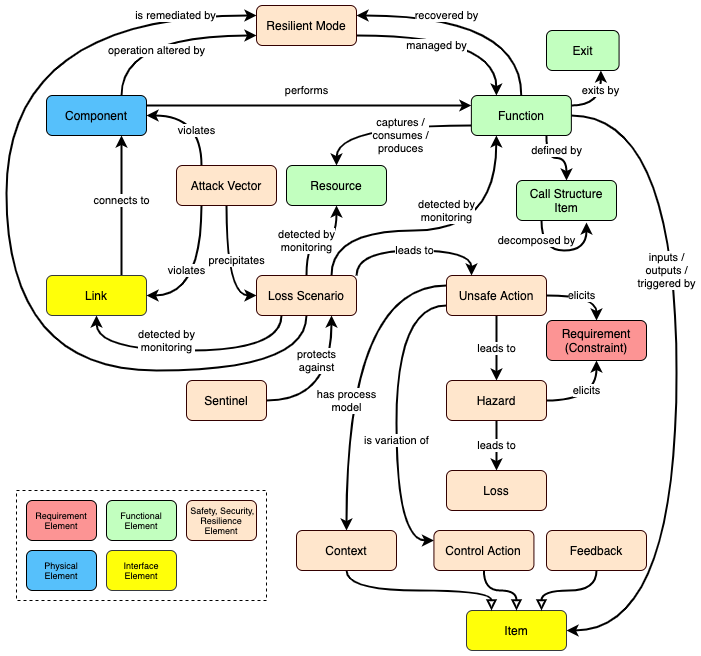 is remediated by
recovered by
Resilient Mode
operation altered by
managed by
Exit
exits by
performs
Component
Function
captures /
consumes /
produces
violates
defined by
Attack Vector
Resource
Call Structure
Item
connects to
detected by
monitoring
detected by
monitoring
decomposed by
leads to
inputs /
outputs /
triggered by
precipitates
violates
Link
Loss Scenario
Unsafe Action
elicits
Requirement
(Constraint)
detected by
monitoring
protects
against
leads to
has process
model
Sentinel
Hazard
elicits
is variation of
leads to
Loss
Requirement
Element
Functional
Element
Safety, Security,
Resilience
Element
Physical
Element
Interface
Element
Context
Control Action
Feedback
Item